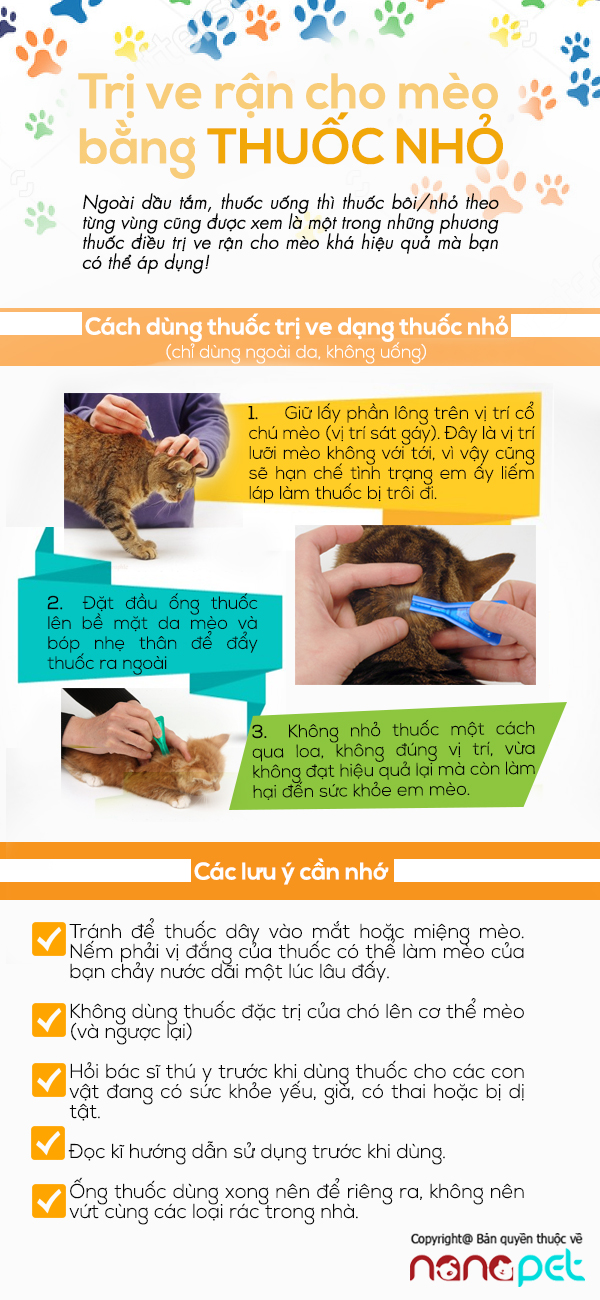 Trị ve rận cho mèo
bằng THUỐC NHỎ
Ngoài dầu tắm, thuốc uống thì thuốc bôi/nhỏ theo
từng vùng cũng được xem là một trong những phương
thuốc điều trị ve rận cho mèo khá hiệu quả mà bạn
có thể áp dụng!
Cách dùng thuốc trị ve dạng thuốc nhỏ
(chỉ dùng ngoài da, không uống)
1. Giữ lấy phần lông trên vị trí cổ
chú mèo (vị trí sát gáy). Đây là vị trí
lưỡi mèo không với tới, vì vậy cũng
sẽ hạn chế tình trạng em ấy liếm
láp làm thuốc bị trôi đi.
2. Đặt đầu ống thuốc
lên bề mặt da mèo và
bóp nhẹ thân để đẩy
thuốc ra ngoài
3. Không nhỏ thuốc một cách
qua loa, không đúng vị trí, vừa
không đạt hiệu quả lại mà còn làm
hại đến sức khỏe em mèo.
Các lưu ý cần nhớ
Tránh để thuốc dây vào mắt hoặc miệng mèo.
Nếm phải vị đắng của thuốc có thể làm mèo của
bạn chảy nước dãi một lúc lâu đấy.
Không dùng thuốc đặc trị của chó lên cơ thể mèo
(và ngược lại)
Hỏi bác sĩ thú y trước khi dùng thuốc cho các con
vật đang có sức khỏe yếu, già, có thai hoặc bị dị
tật.
Đọc kĩ hướng dẫn sử dụng trước khi dùng.
Ống thuốc dùng xong nên để riêng ra, không nên
vứt cùng các loại rác trong nhà.
Copyright@ Bản quyền thuộc về
nanapet